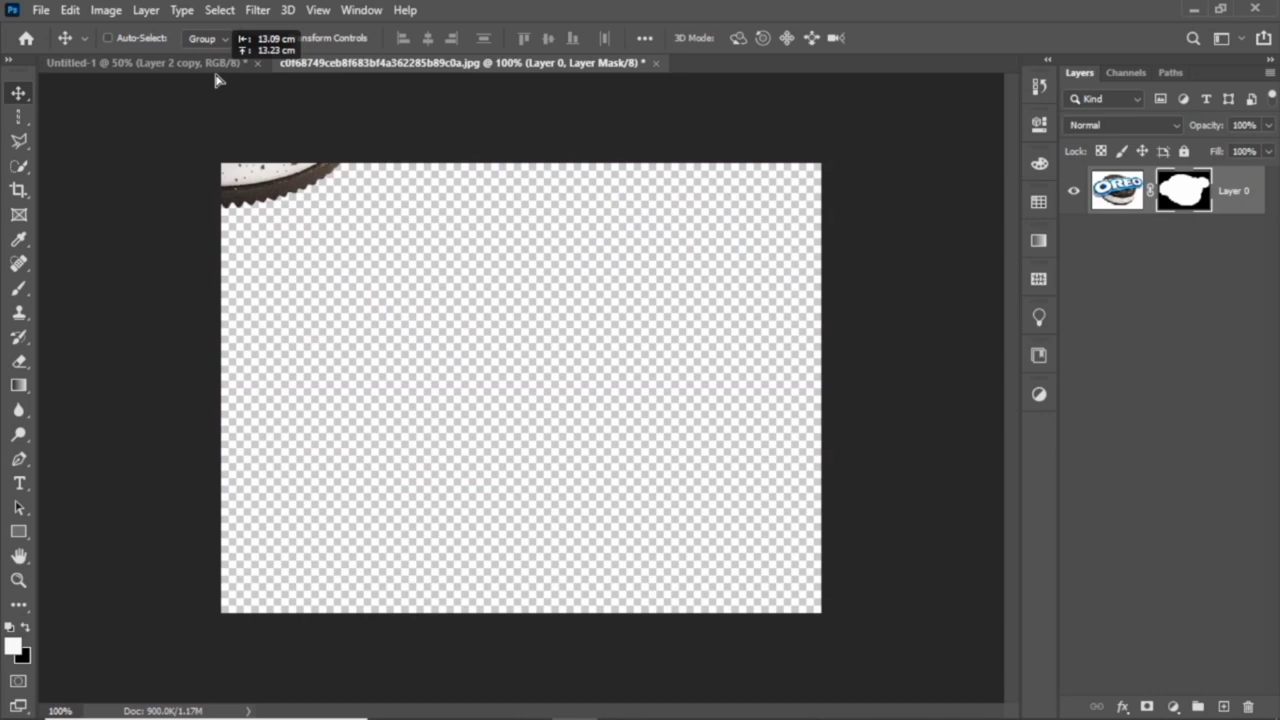 Ps File Edit Image Layer Type Select Filter 3D View Window Help
Auto-Select: Group 13.09 cm nsform Controls 3D Mode:
13.23 cm
Untitled-1 @ 50% (Layer 2 copy, RGB/8) * × c0f68749ceb8f683bf4a362285b89c0a.jpg @ 100% (Layer 0, Layer Mask/8) * ×
Layers Channels Paths
Kind
Normal Opacity: 100%
Lock: Fill: 100%
OREO Layer 0
100% Doc: 900.0K/1.17M